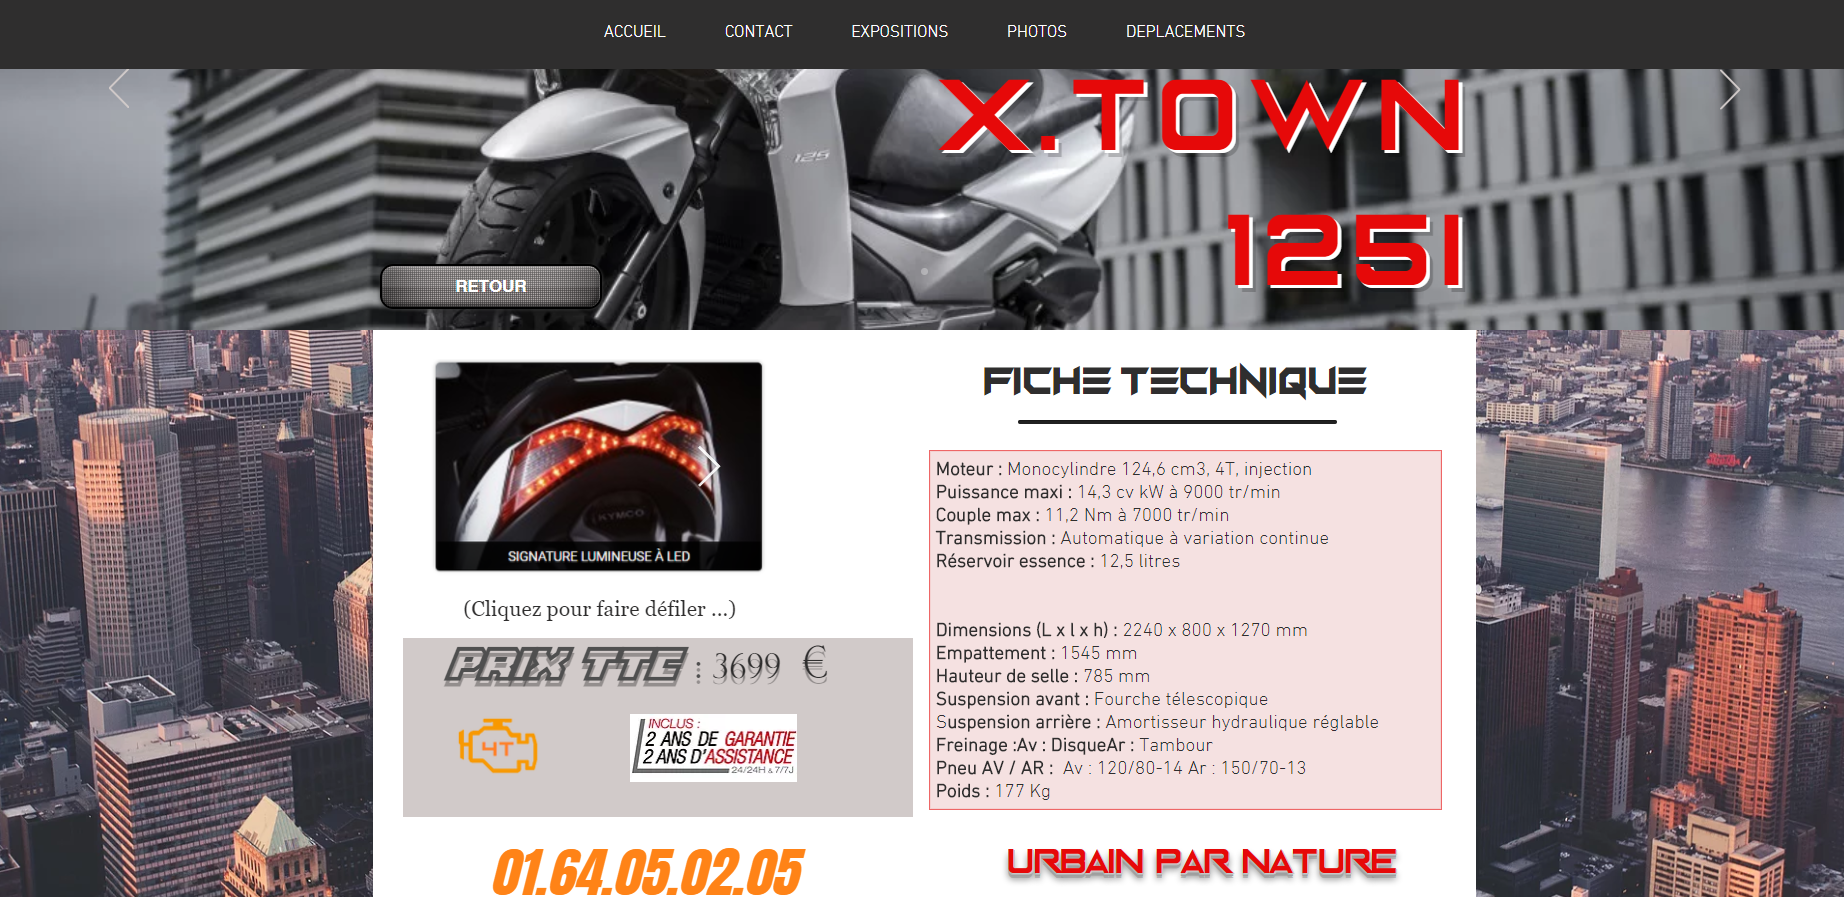 ACCUEIL
CONTACT
EXPOSITIONS
PHOTOS
DEPLACEMENTS
X.TOWN
125I
125
RETOUR
KYMCO
SIGNATURE LUMINEUSE À LED
(Cliquez pour faire défiler ...)
PRIX TTC : 3699 €
4T
INCLUS :
2 ANS DE GARANTIE
2 ANS D'ASSISTANCE
24/24H & 7/7J
01.64.05.02.05
FICHE TECHNIQUE
Moteur : Monocylindre 124,6 cm3, 4T, injection
Puissance maxi : 14,3 cv kW à 9000 tr/min
Couple max : 11,2 Nm à 7000 tr/min
Transmission : Automatique à variation continue
Réservoir essence : 12,5 litres
Dimensions (L x l x h) : 2240 x 800 x 1270 mm
Empattement : 1545 mm
Hauteur de selle : 785 mm
Suspension avant : Fourche télescopique
Suspension arrière : Amortisseur hydraulique réglable
Freinage :Av : DisqueAr : Tambour
Pneu AV / AR : Av : 120/80-14 Ar : 150/70-13
Poids : 177 Kg
URBAIN PAR NATURE